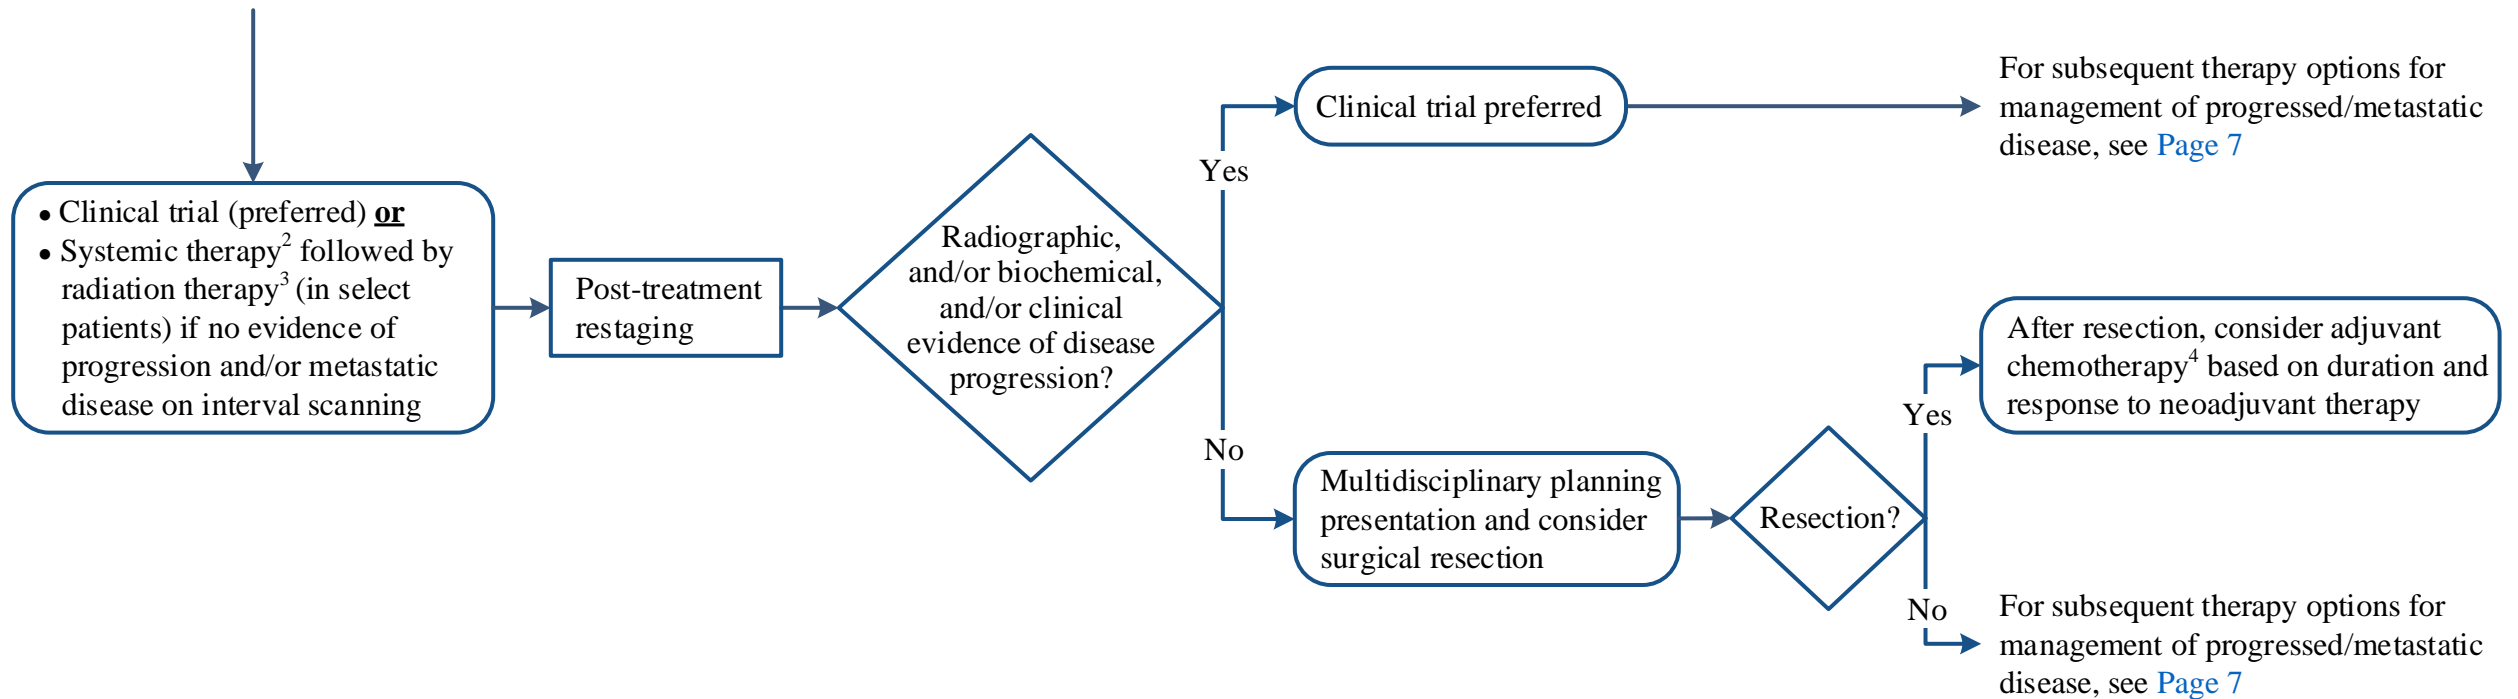 • Clinical trial (preferred) or
• Systemic therapy² followed by
radiation therapy³ (in select
patients) if no evidence of
progression and/or metastatic
disease on interval scanning
Post-treatment
restaging
Radiographic,
and/or biochemical,
and/or clinical
evidence of disease
progression?
Yes
Clinical trial preferred
For subsequent therapy options for
management of progressed/metastatic
disease, see Page 7
No
Multidisciplinary planning
presentation and consider
surgical resection
Resection?
Yes
After resection, consider adjuvant
chemotherapy⁴ based on duration and
response to neoadjuvant therapy
No
For subsequent therapy options for
management of progressed/metastatic
disease, see Page 7